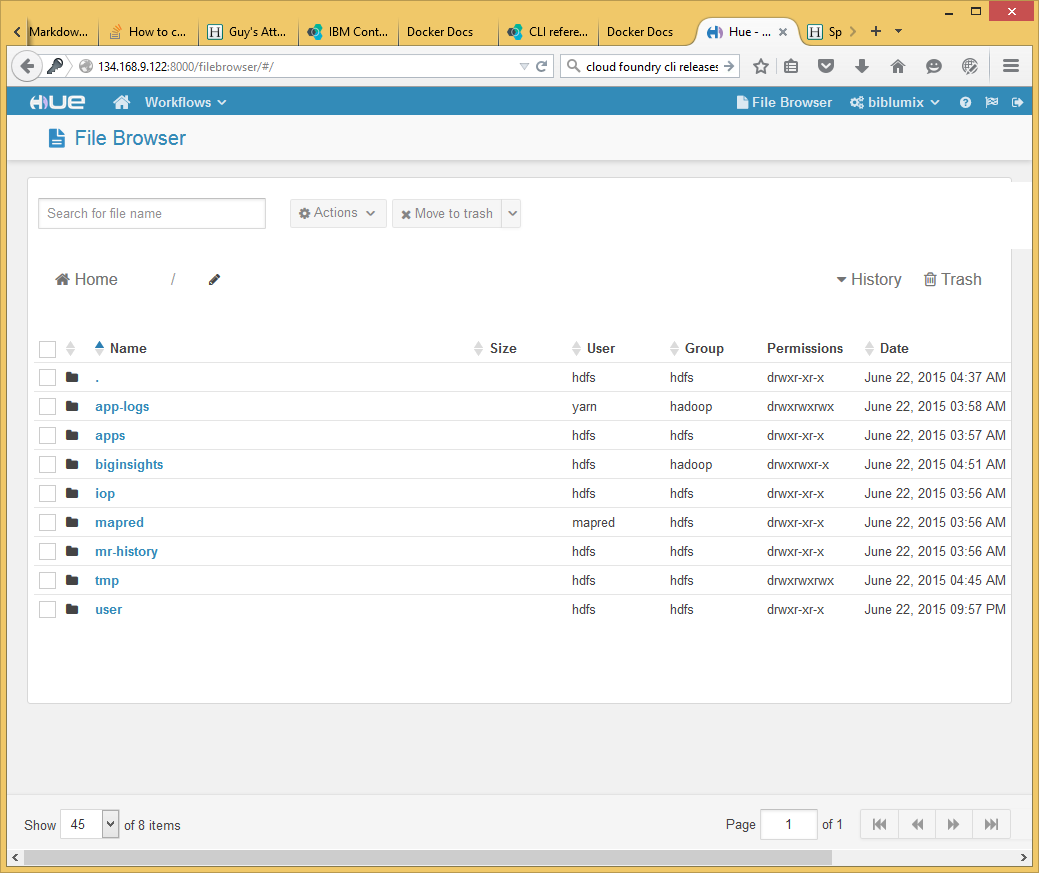 Markdow... How to c... Guy's Att... IBM Cont... Docker Docs CLI refere... Docker Docs Hue - ... Sp
134.168.9.122:8000/filebrowser/#/ cloud foundry cli releases
HUE Workflows File Browser biblumix
File Browser
Search for file name Actions Move to trash
Home / History Trash
Name Size User Group Permissions Date
. hdfs hdfs drwxr-xr-x June 22, 2015 04:37 AM
app-logs yarn hadoop drwxrwxrwx June 22, 2015 03:58 AM
apps hdfs hdfs drwxr-xr-x June 22, 2015 03:57 AM
biginsights hdfs hadoop drwxrwxr-x June 22, 2015 04:51 AM
iop hdfs hdfs drwxr-xr-x June 22, 2015 03:56 AM
mapred mapred hdfs drwxr-xr-x June 22, 2015 03:56 AM
mr-history hdfs hdfs drwxr-xr-x June 22, 2015 03:56 AM
tmp hdfs hdfs drwxrwxrwx June 22, 2015 04:45 AM
user hdfs hdfs drwxr-xr-x June 22, 2015 09:57 PM
Show 45 of 8 items Page 1 of 1